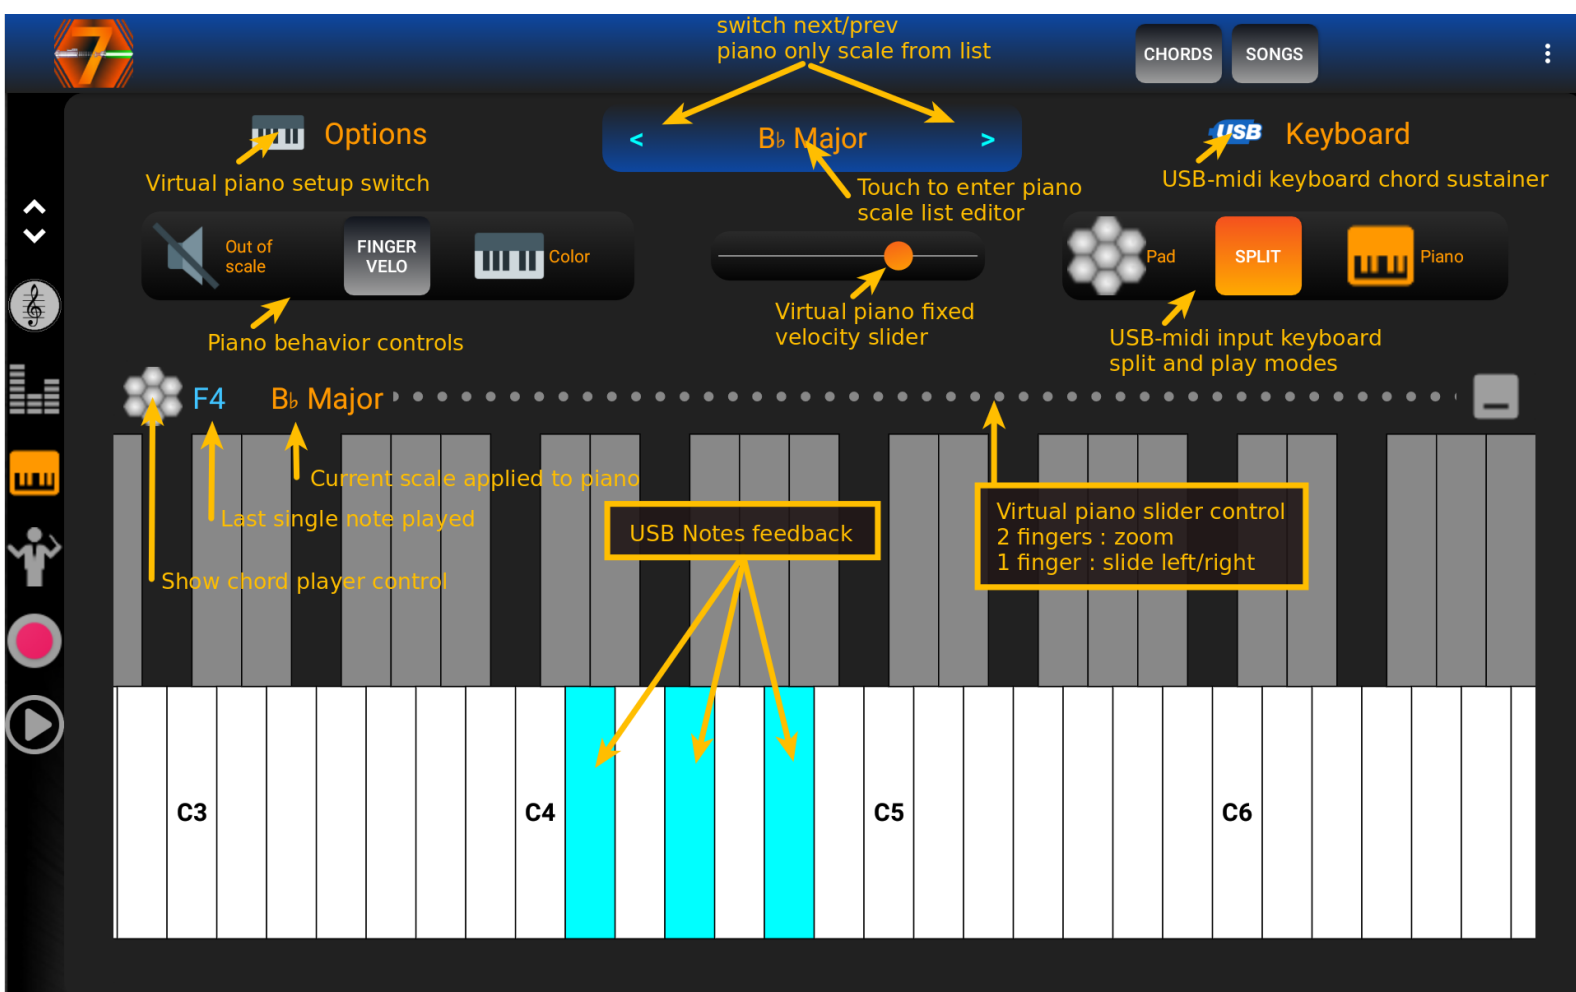 switch next/prev
piano only scale from list
7
CHORDS
SONGS
Options
<
B♭ Major
>
USB
Keyboard
Virtual piano setup switch
Touch to enter piano
scale list editor
USB-midi keyboard chord sustainer
Out of
scale
FINGER
VELO
Color
Pad
SPLIT
Piano
Virtual piano fixed
velocity slider
Piano behavior controls
USB-midi input keyboard
split and play modes
F4
B♭ Major
Current scale applied to piano
Last single note played
Show chord player control
USB Notes feedback
Virtual piano slider control
2 fingers : zoom
1 finger : slide left/right
C3
C4
C5
C6